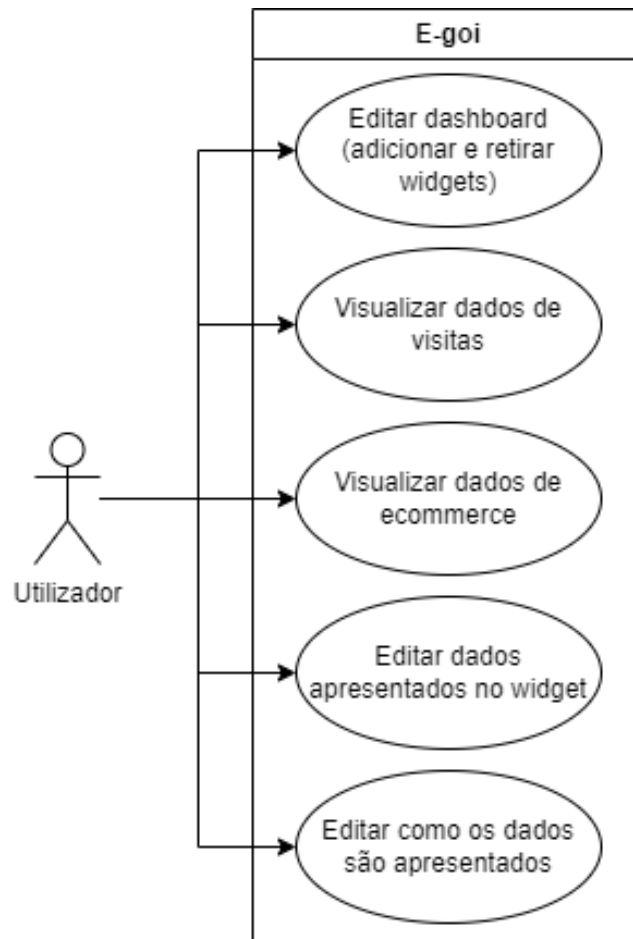 E-goi
Editar dashboard
(adicionar e retirar
widgets)
Visualizar dados de
visitas
Visualizar dados de
ecommerce
Utilizador
Editar dados
apresentados no widget
Editar como os dados
são apresentados